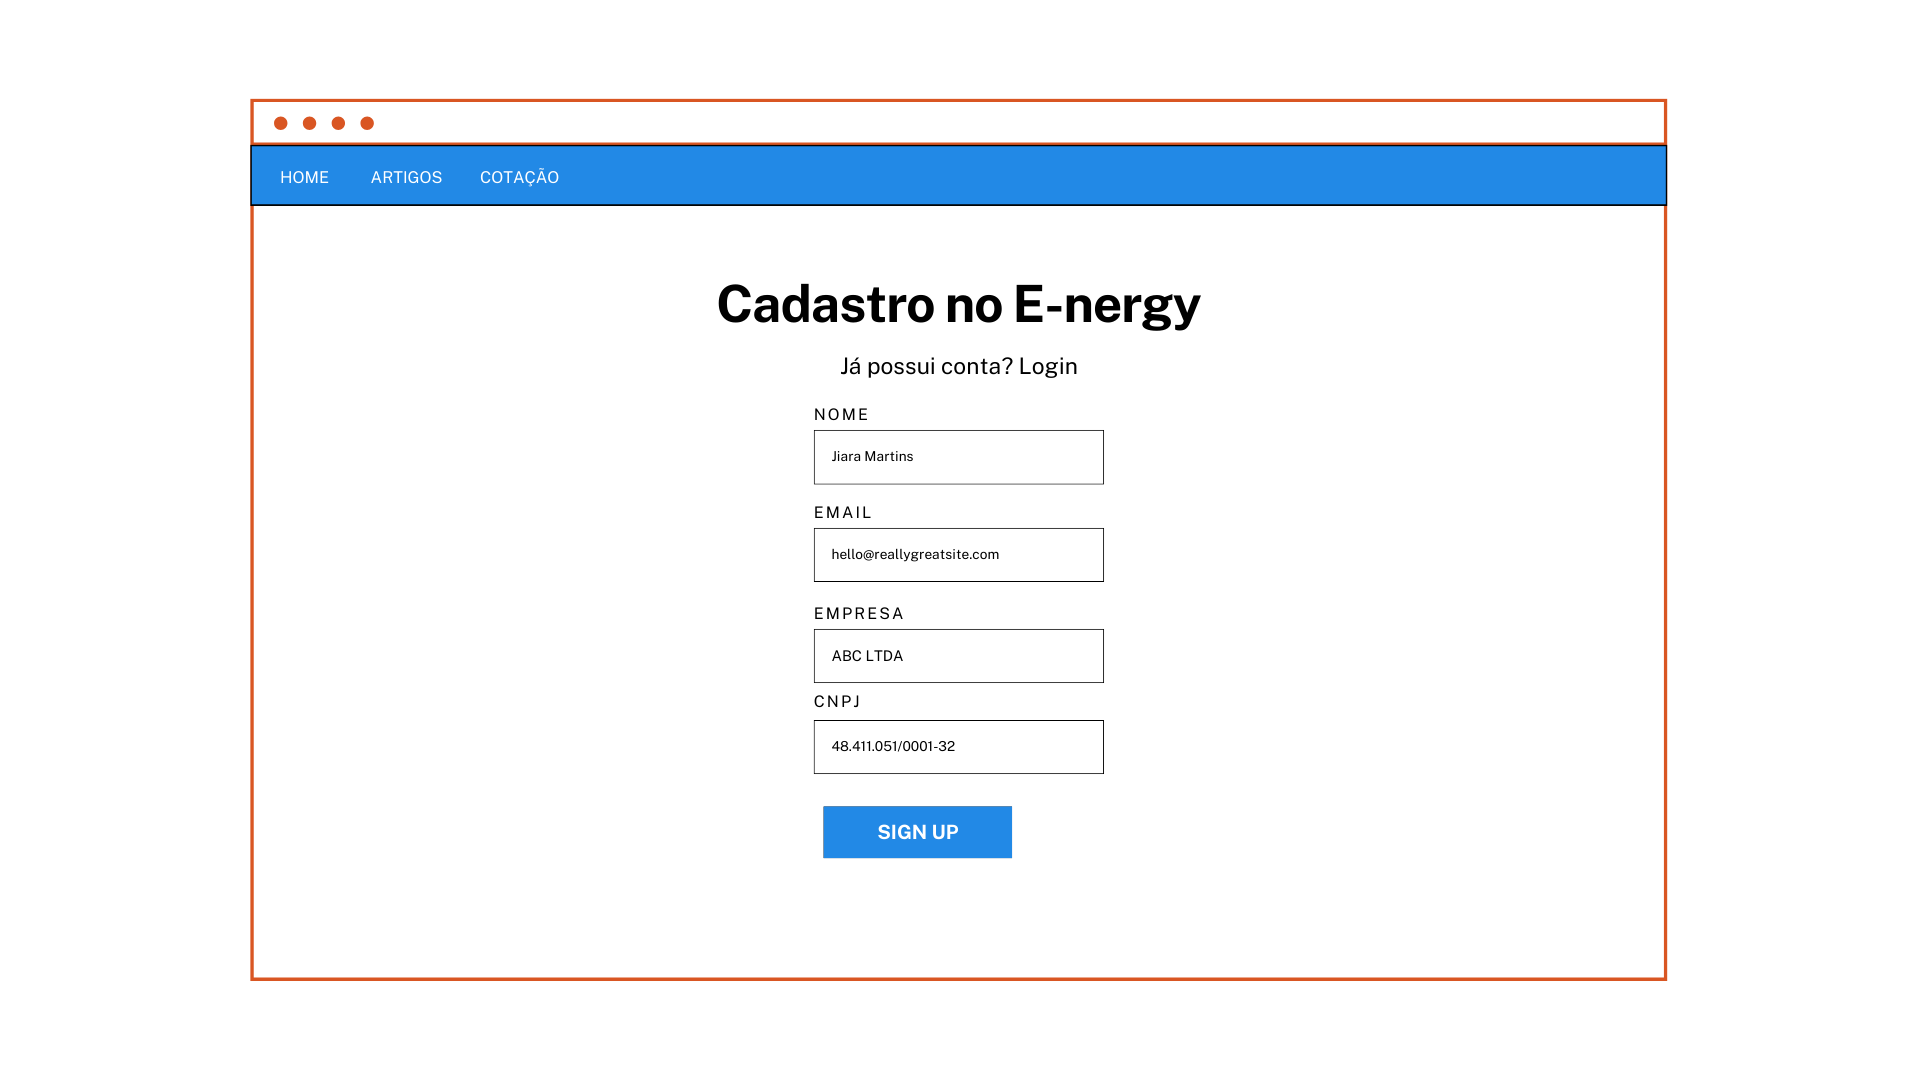 HOME ARTIGOS COTAÇÃO
Cadastro no E-nergy
Já possui conta? Login
NOME
Jiara Martins
EMAIL
hello@reallygreatsite.com
EMPRESA
ABC LTDA
CNPJ
48.411.051/0001-32
SIGN UP